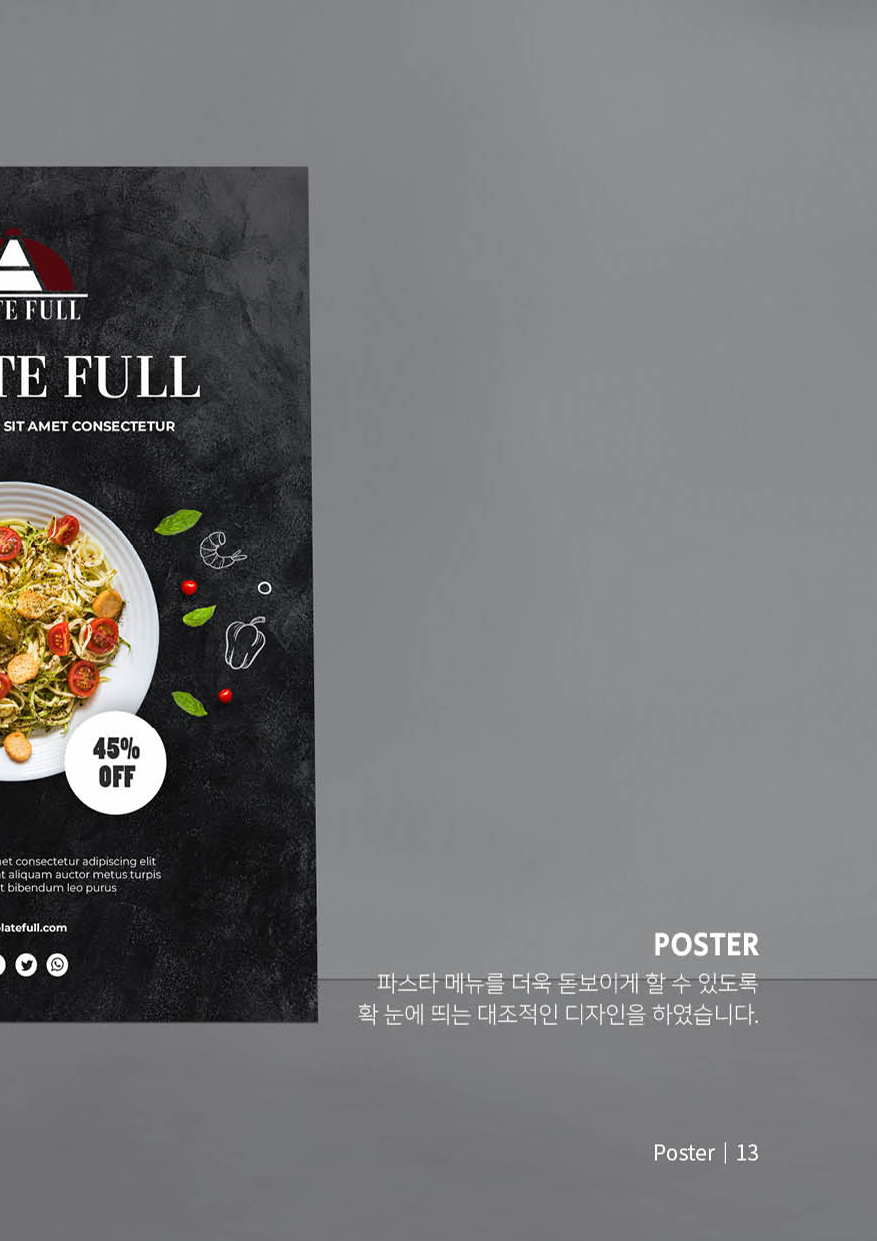 TE FULL
TE FULL
SIT AMET CONSECTETUR
45%
OFF
et consectetur adipiscing elit
t aliquam auctor metus turpis
t bibendum leo purus
latefull.com
POSTER
파스타 메뉴를 더욱 돋보이게 할 수 있도록
확 눈에 띄는 대조적인 디자인을 하였습니다.
Poster | 13